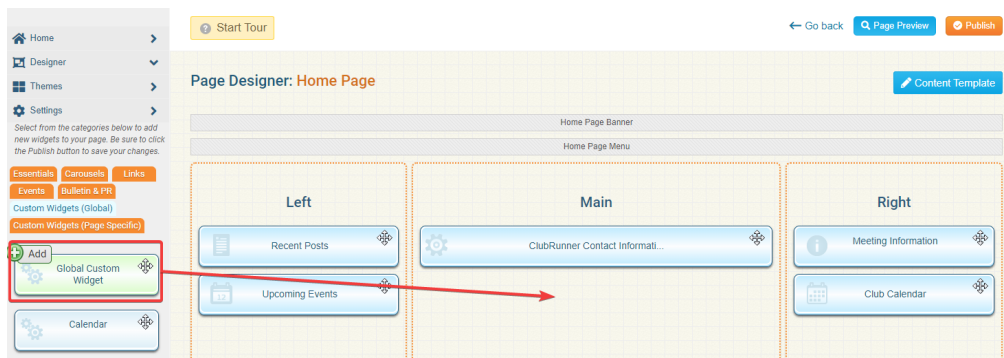 Home
Designer
Themes
Settings
Select from the categories below to add
new widgets to your page. Be sure to click
the Publish button to save your changes.
Essentials
Carousels
Links
Events
Bulletin & PR
Custom Widgets (Global)
Custom Widgets (Page Specific)
Add
Global Custom
Widget
Calendar
Start Tour
Go back
Page Preview
Publish
Page Designer: Home Page
Content Template
Home Page Banner
Home Page Menu
Left
Recent Posts
12
Upcoming Events
Main
ClubRunner Contact Informati...
Right
Meeting Information
Club Calendar